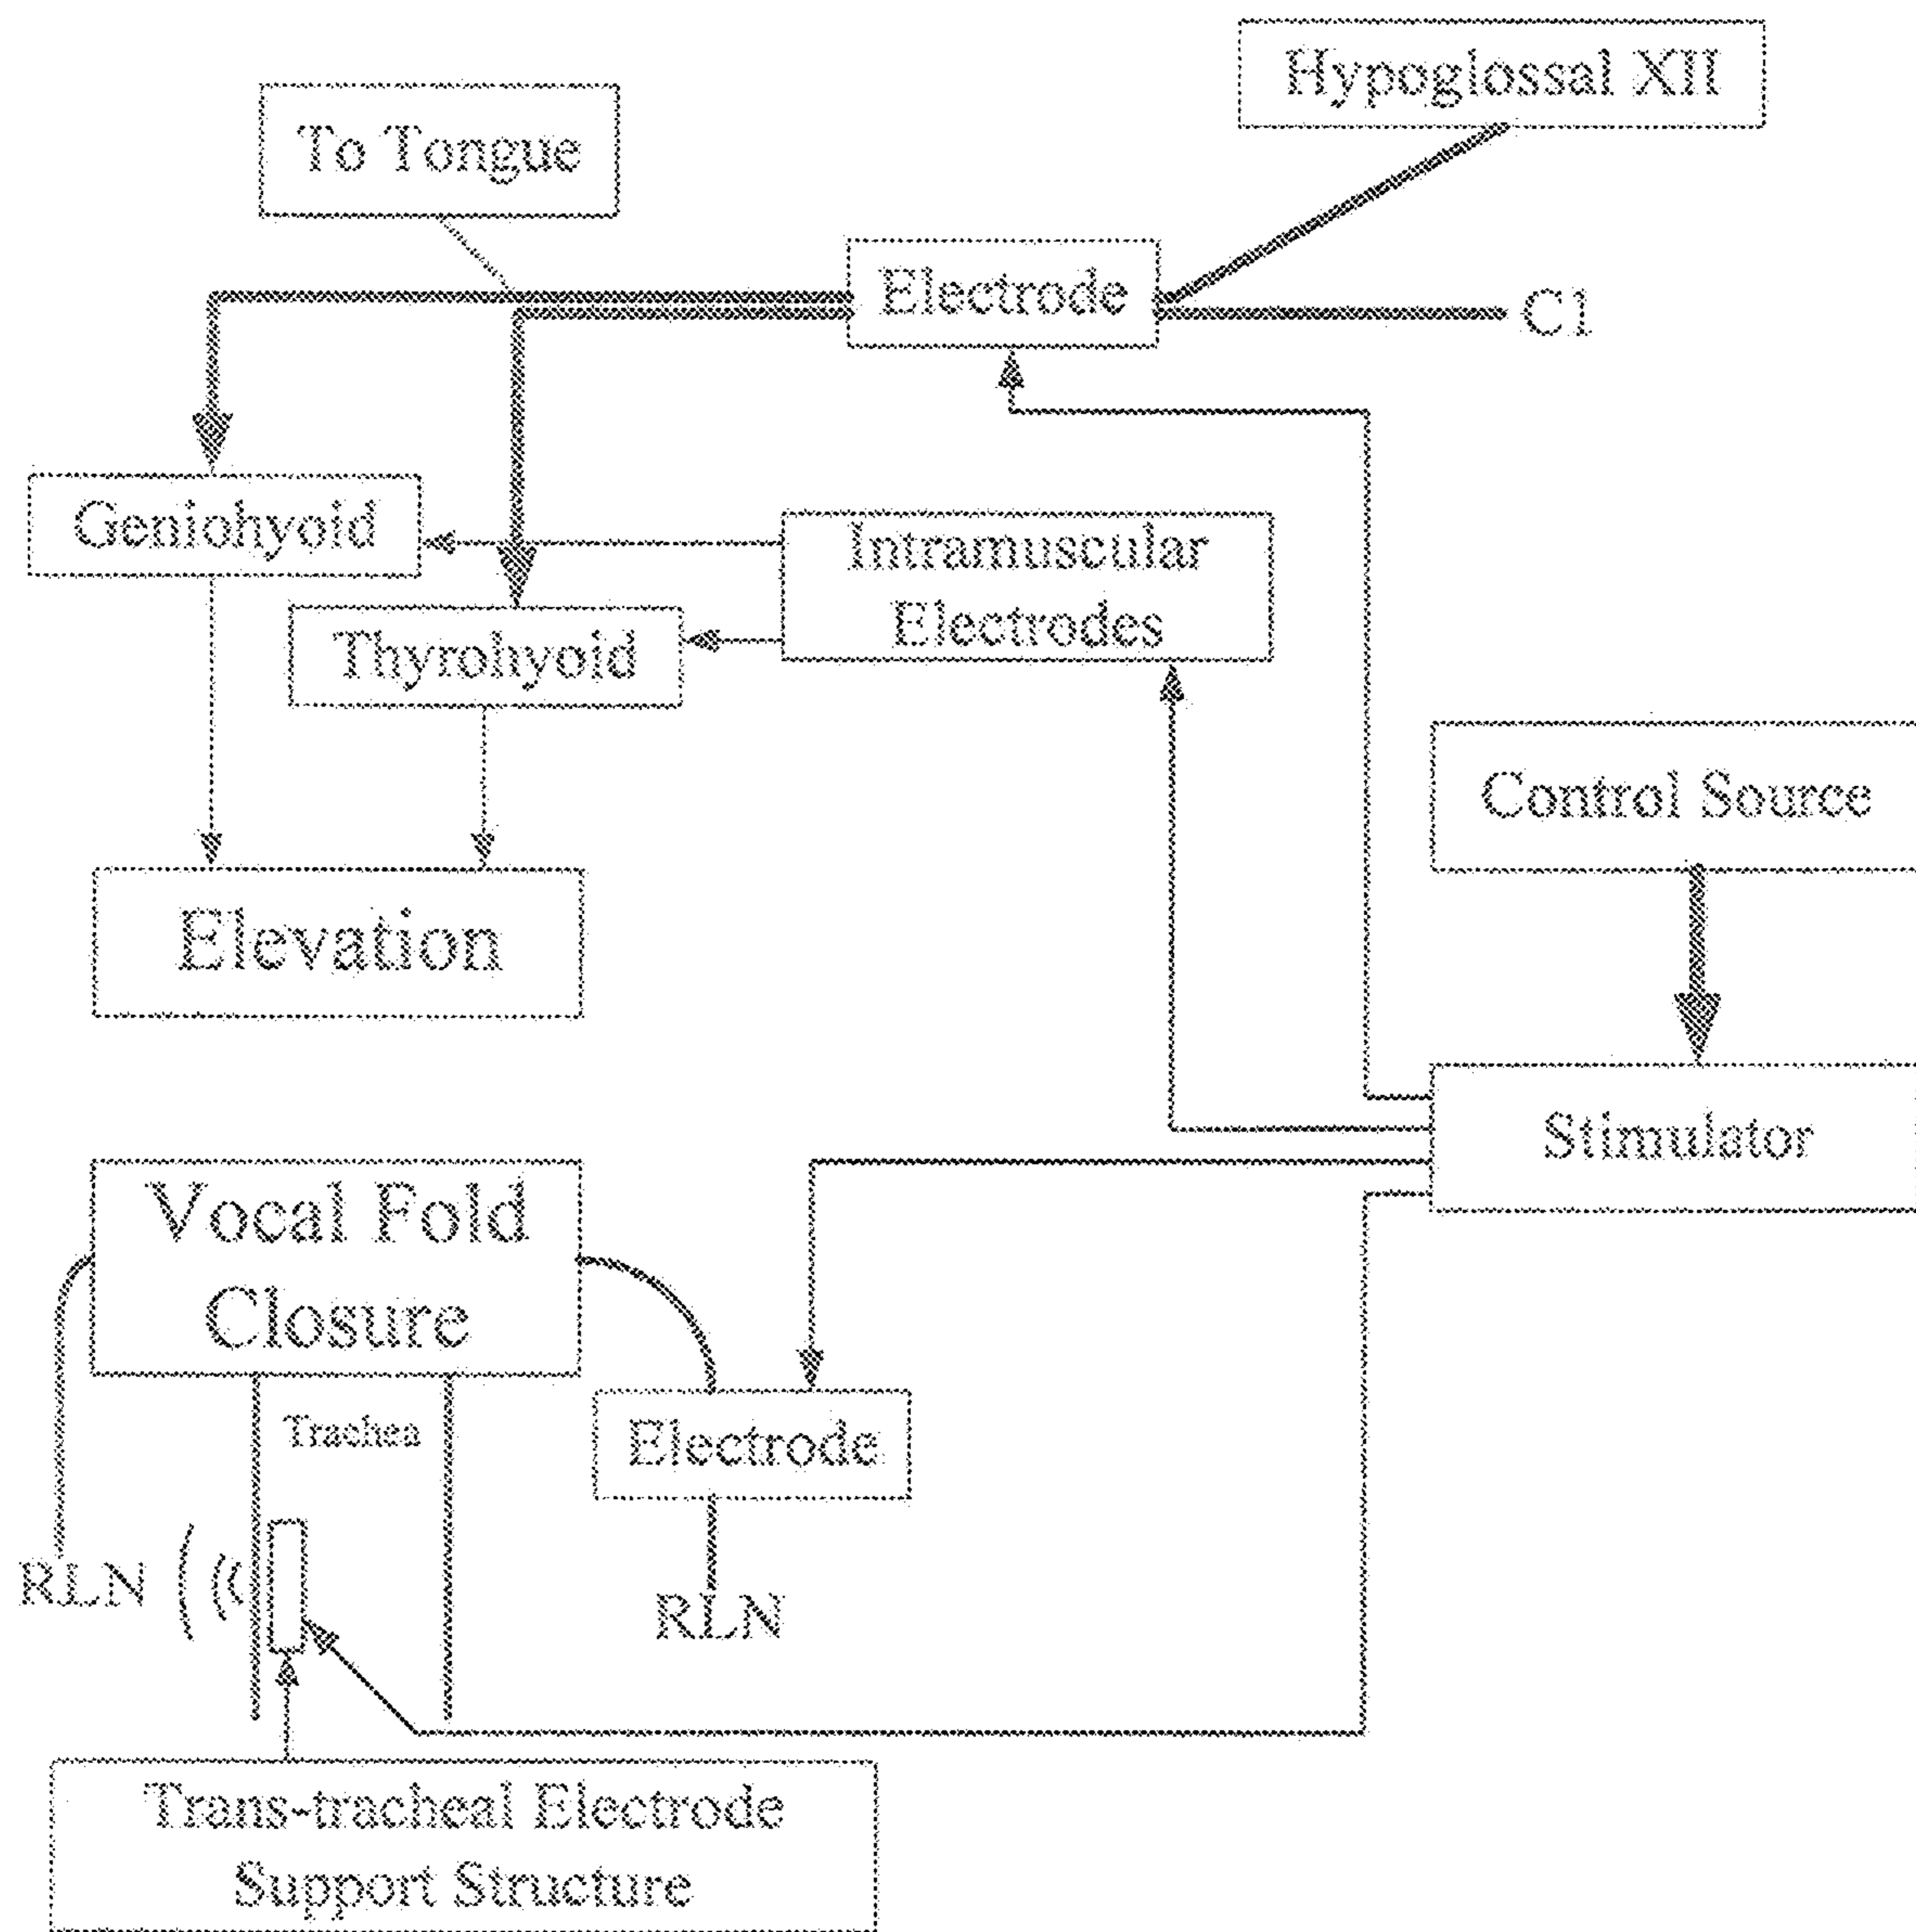 Hypoglossal XII
To Tongue
Electrode
C1
Geniohyoid
Intramuscular
Electrodes
Thyrohyoid
Control Source
Elevation
Stimulator
Vocal Fold
Closure
Trachea
Electrode
RLN
RLN
Trans-tracheal Electrode
Support Structure